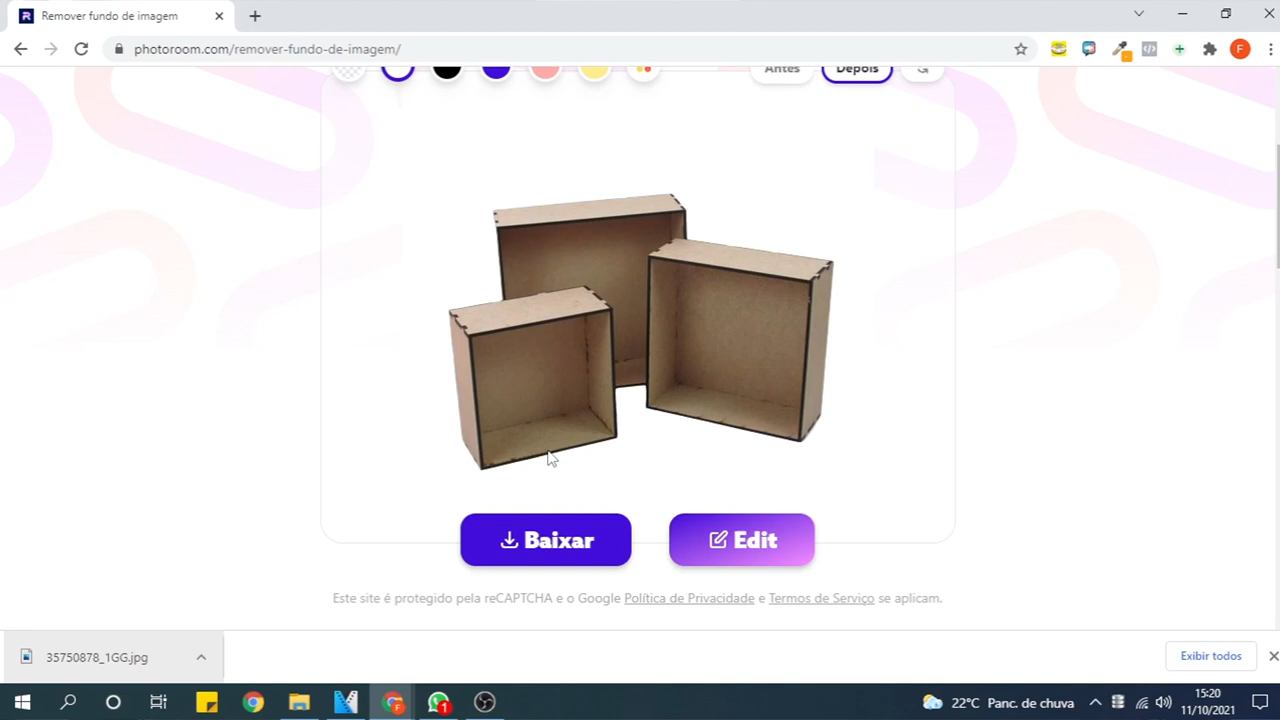 Remover fundo de imagem
photoroom.com/remover-fundo-de-imagem/
F
Antes
Depois
Baixar
Edit
Este site é protegido pela reCAPTCHA e o Google Política de Privacidade e Termos de Serviço se aplicam.
35750878_1GG.jpg
Exibir todos
F
1
22°C Panc. de chuva
15:20
11/10/2021